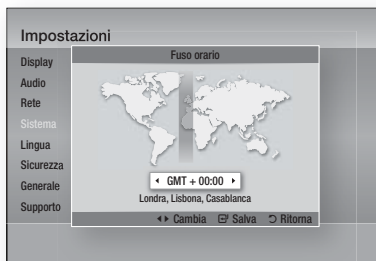 Impostazioni
Fuso orario
Display
Audio
Rete
Sistema
Lingua
Sicurezza
Generale
Supporto
GMT + 00:00
Londra, Lisbona, Casablanca
Cambia Salva Ritorna